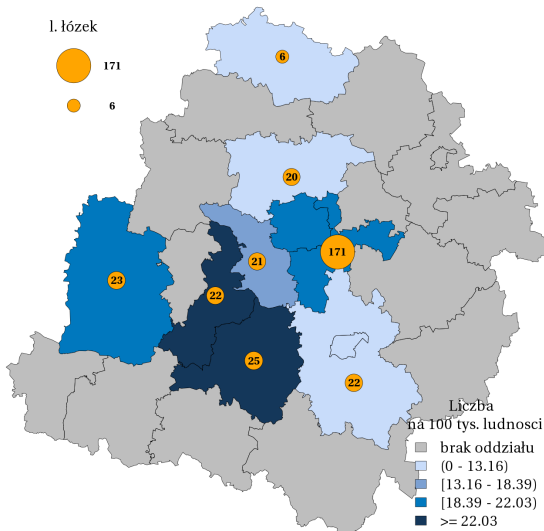 l. łózek
171
6
6
20
171
21
23
22
25
22
Liczba
na 100 tys. ludnosci
brak oddziału
(0 - 13.16)
[13.16 - 18.39)
[18.39 - 22.03)
>= 22.03